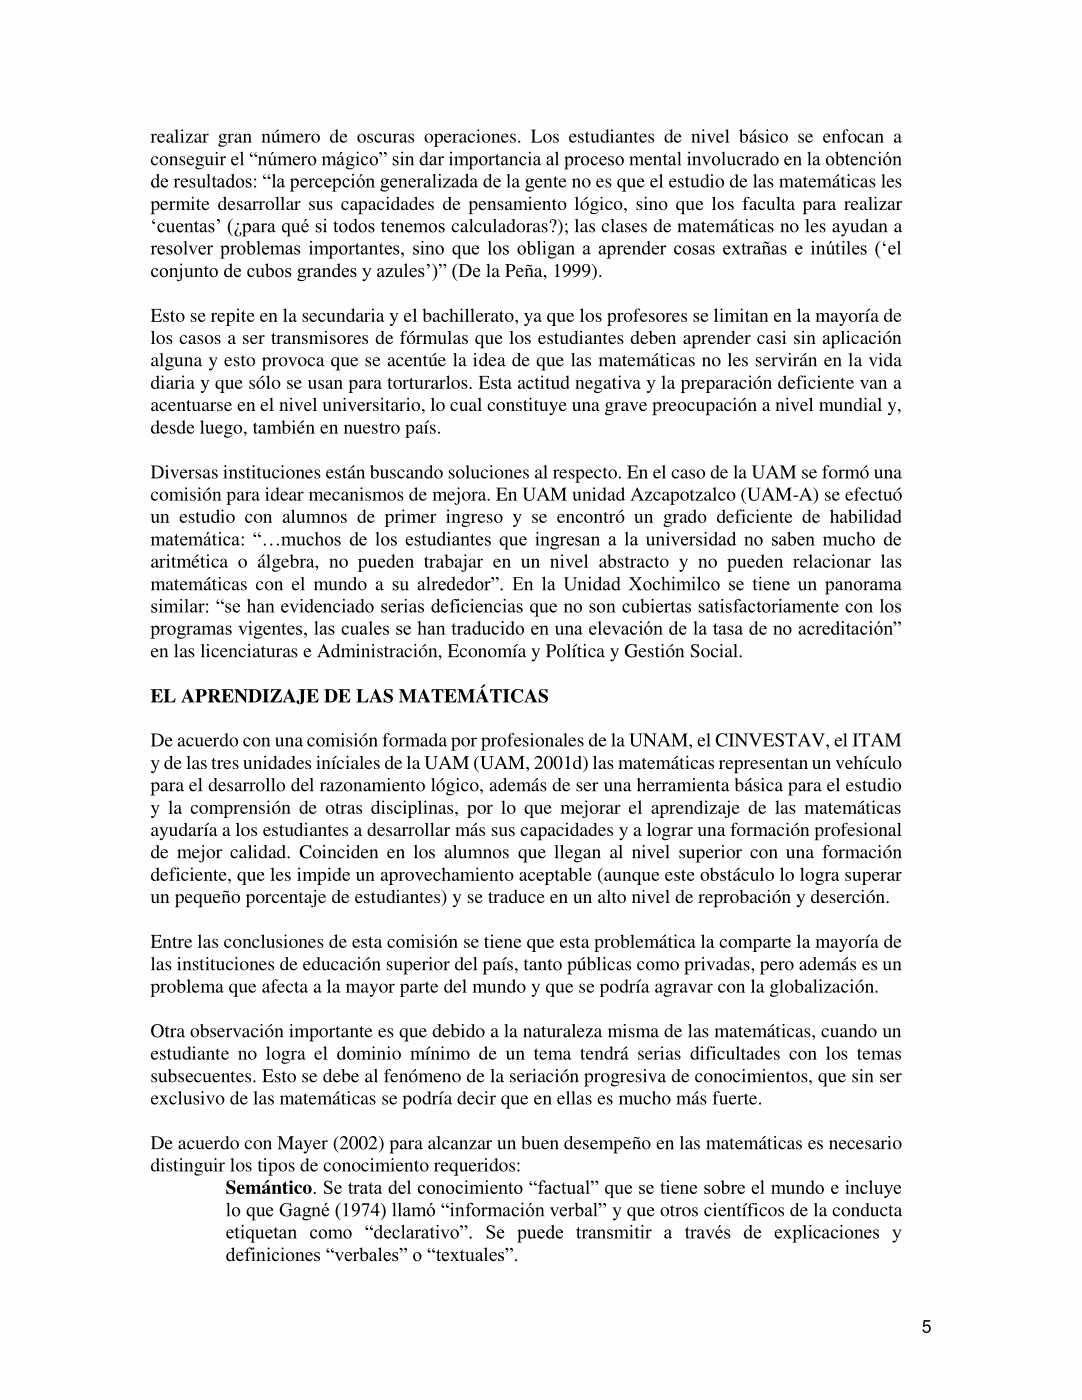 realizar gran número de oscuras operaciones. Los estudiantes de nivel básico se enfocan a
conseguir el “número mágico” sin dar importancia al proceso mental involucrado en la obtención
de resultados: “la percepción generalizada de la gente no es que el estudio de las matemáticas les
permite desarrollar sus capacidades de pensamiento lógico, sino que los faculta para realizar
‘cuentas’ (¿para qué si todos tenemos calculadoras?); las clases de matemáticas no les ayudan a
resolver problemas importantes, sino que los obligan a aprender cosas extrañas e inútiles (‘el
conjunto de cubos grandes y azules’)” (De la Peña, 1999).
Esto se repite en la secundaria y el bachillerato, ya que los profesores se limitan en la mayoría de
los casos a ser transmisores de fórmulas que los estudiantes deben aprender casi sin aplicación
alguna y esto provoca que se acentúe la idea de que las matemáticas no les servirán en la vida
diaria y que sólo se usan para torturarlos. Esta actitud negativa y la preparación deficiente van a
acentuarse en el nivel universitario, lo cual constituye una grave preocupación a nivel mundial y,
desde luego, también en nuestro país.
Diversas instituciones están buscando soluciones al respecto. En el caso de la UAM se formó una
comisión para idear mecanismos de mejora. En UAM unidad Azcapotzalco (UAM-A) se efectuó
un estudio con alumnos de primer ingreso y se encontró un grado deficiente de habilidad
matemática: “…muchos de los estudiantes que ingresan a la universidad no saben mucho de
aritmética o álgebra, no pueden trabajar en un nivel abstracto y no pueden relacionar las
matemáticas con el mundo a su alrededor”. En la Unidad Xochimilco se tiene un panorama
similar: “se han evidenciado serias deficiencias que no son cubiertas satisfactoriamente con los
programas vigentes, las cuales se han traducido en una elevación de la tasa de no acreditación”
en las licenciaturas e Administración, Economía y Política y Gestión Social.
EL APRENDIZAJE DE LAS MATEMÁTICAS
De acuerdo con una comisión formada por profesionales de la UNAM, el CINVESTAV, el ITAM
y de las tres unidades iníciales de la UAM (UAM, 2001d) las matemáticas representan un vehículo
para el desarrollo del razonamiento lógico, además de ser una herramienta básica para el estudio
y la comprensión de otras disciplinas, por lo que mejorar el aprendizaje de las matemáticas
ayudaría a los estudiantes a desarrollar más sus capacidades y a lograr una formación profesional
de mejor calidad. Coinciden en los alumnos que llegan al nivel superior con una formación
deficiente, que les impide un aprovechamiento aceptable (aunque este obstáculo lo logra superar
un pequeño porcentaje de estudiantes) y se traduce en un alto nivel de reprobación y deserción.
Entre las conclusiones de esta comisión se tiene que esta problemática la comparte la mayoría de
las instituciones de educación superior del país, tanto públicas como privadas, pero además es un
problema que afecta a la mayor parte del mundo y que se podría agravar con la globalización.
Otra observación importante es que debido a la naturaleza misma de las matemáticas, cuando un
estudiante no logra el dominio mínimo de un tema tendrá serias dificultades con los temas
subsecuentes. Esto se debe al fenómeno de la seriación progresiva de conocimientos, que sin ser
exclusivo de las matemáticas se podría decir que en ellas es mucho más fuerte.
De acuerdo con Mayer (2002) para alcanzar un buen desempeño en las matemáticas es necesario
distinguir los tipos de conocimiento requeridos:
Semántico. Se trata del conocimiento “factual” que se tiene sobre el mundo e incluye
lo que Gagné (1974) llamó “información verbal” y que otros científicos de la conducta
etiquetan como “declarativo”. Se puede transmitir a través de explicaciones y
definiciones “verbales” o “textuales”.
5